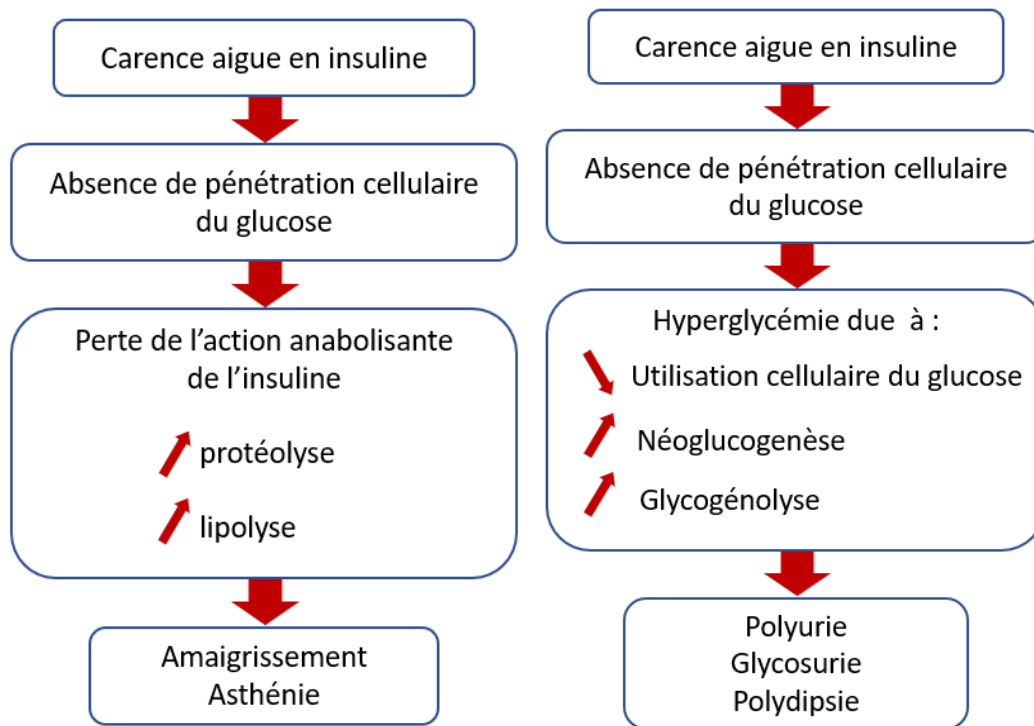 Carence aigue en insuline
Absence de pénétration cellulaire
du glucose
Perte de l’action anabolisante
de l’insuline
protéolyse
lipolyse
Amaigrissement
Asthénie
Carence aigue en insuline
Absence de pénétration cellulaire
du glucose
Hyperglycémie due à :
Utilisation cellulaire du glucose
Néoglucogenèse
Glycogénolyse
Polyurie
Glycosurie
Polydipsie